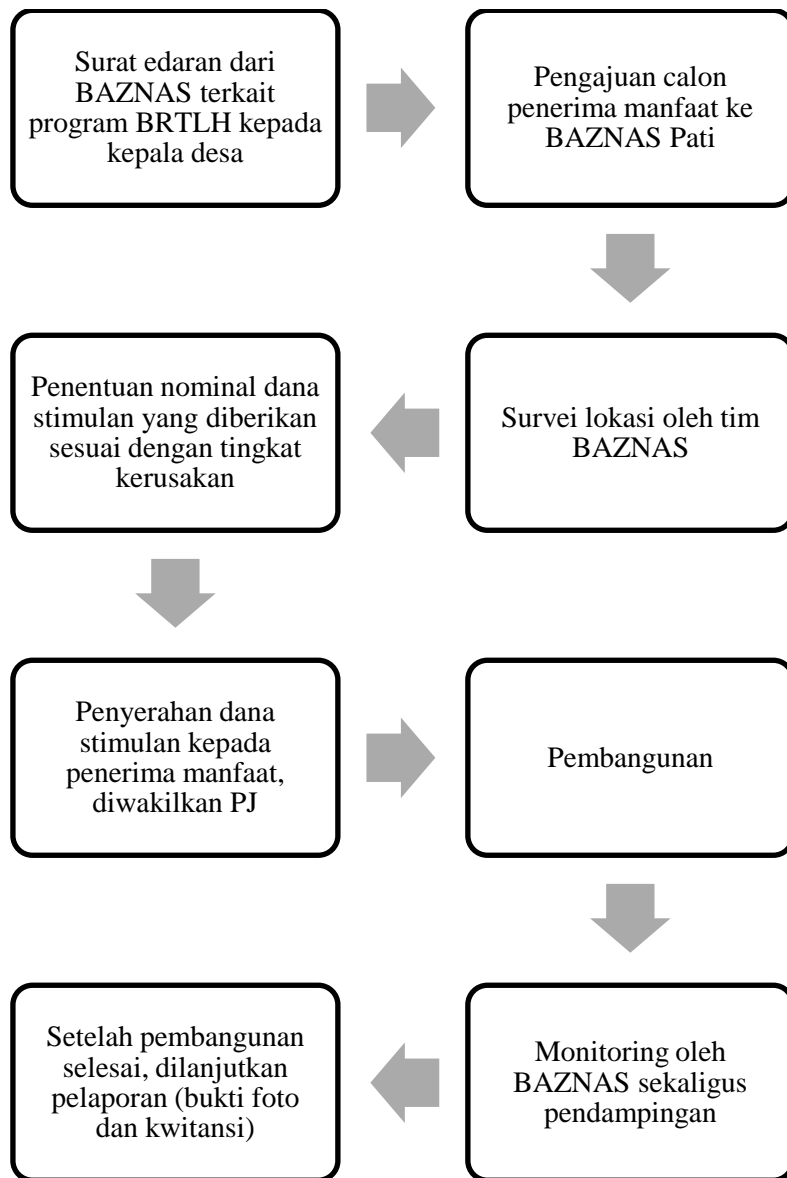 Surat edaran dari
BAZNAS terkait
program BRTLH kepada
kepala desa
Pengajuan calon
penerima manfaat ke
BAZNAS Pati
Survei lokasi oleh tim
BAZNAS
Penentuan nominal dana
stimulan yang diberikan
sesuai dengan tingkat
kerusakan
Penyerahan dana
stimulan kepada
penerima manfaat,
diwakilkan PJ
Pembangunan
Monitoring oleh
BAZNAS sekaligus
pendampingan
Setelah pembangunan
selesai, dilanjutkan
pelaporan (bukti foto
dan kwitansi)